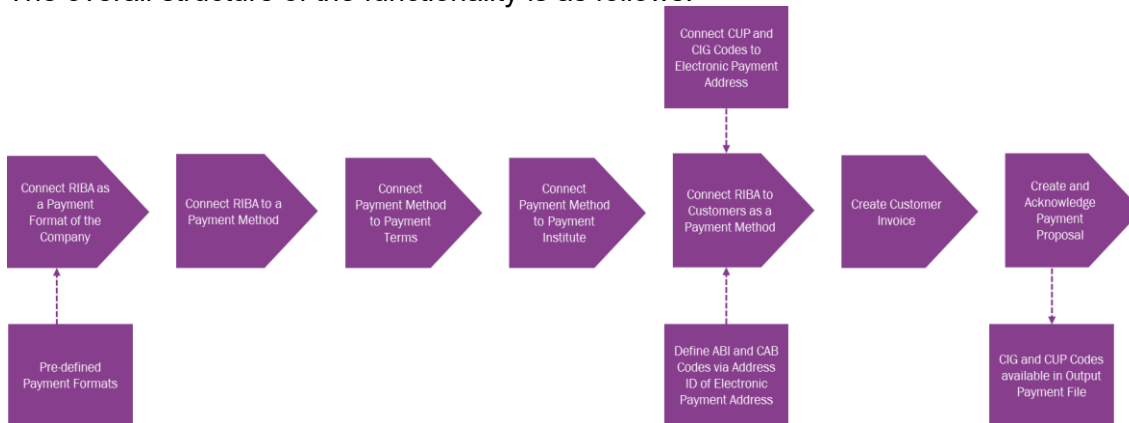 The overall structure of the functionality is as follows:
Connect CUP and
CIG Codes to
Electronic Payment
Address
Connect RIBA as
a Payment
Format of the
Company
Connect RIBA to a
Payment Method
Connect
Payment Method
to Payment
Terms
Connect
Payment Method
to Payment
Institute
Connect RIBA to
Customers as a
Payment Method
Create Customer
Invoice
Create and
Acknowledge
Payment
Proposal
Pre-defined
Payment Formats
Define ABI and CAB
Codes via Address
ID of Electronic
Payment Address
CIG and CUP Codes
available in Output
Payment File